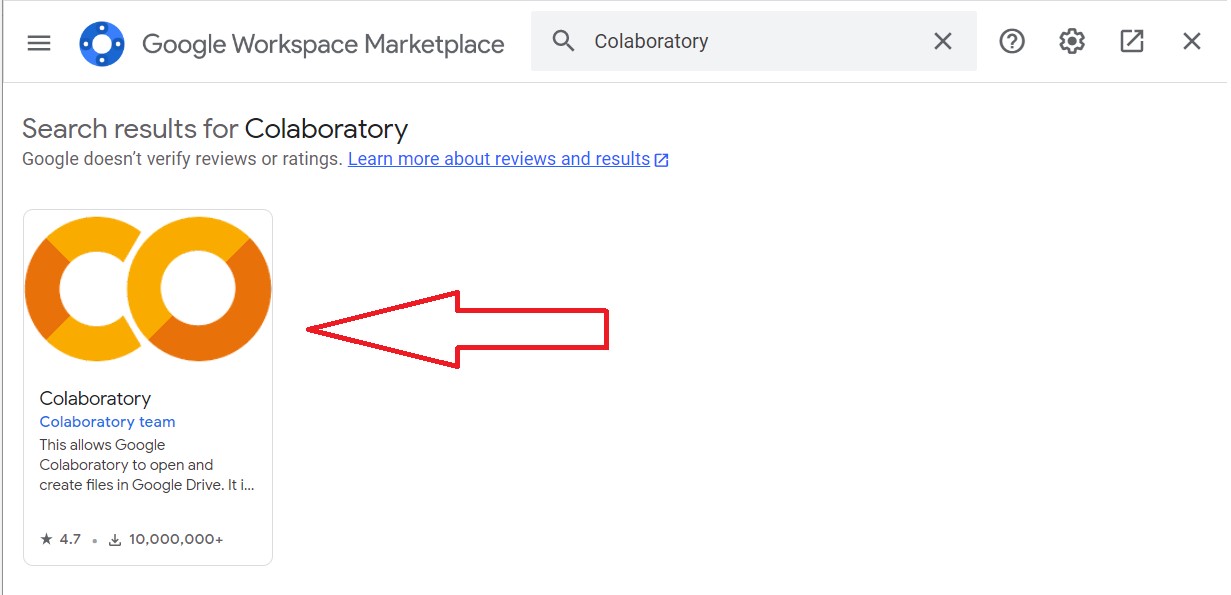 Google Workspace Marketplace
Colaboratory
Search results for Colaboratory
Google doesn’t verify reviews or ratings. Learn more about reviews and results
Colaboratory
Colaboratory team
This allows Google
Colaboratory to open and
create files in Google Drive. It i...
4.7 • 10,000,000+